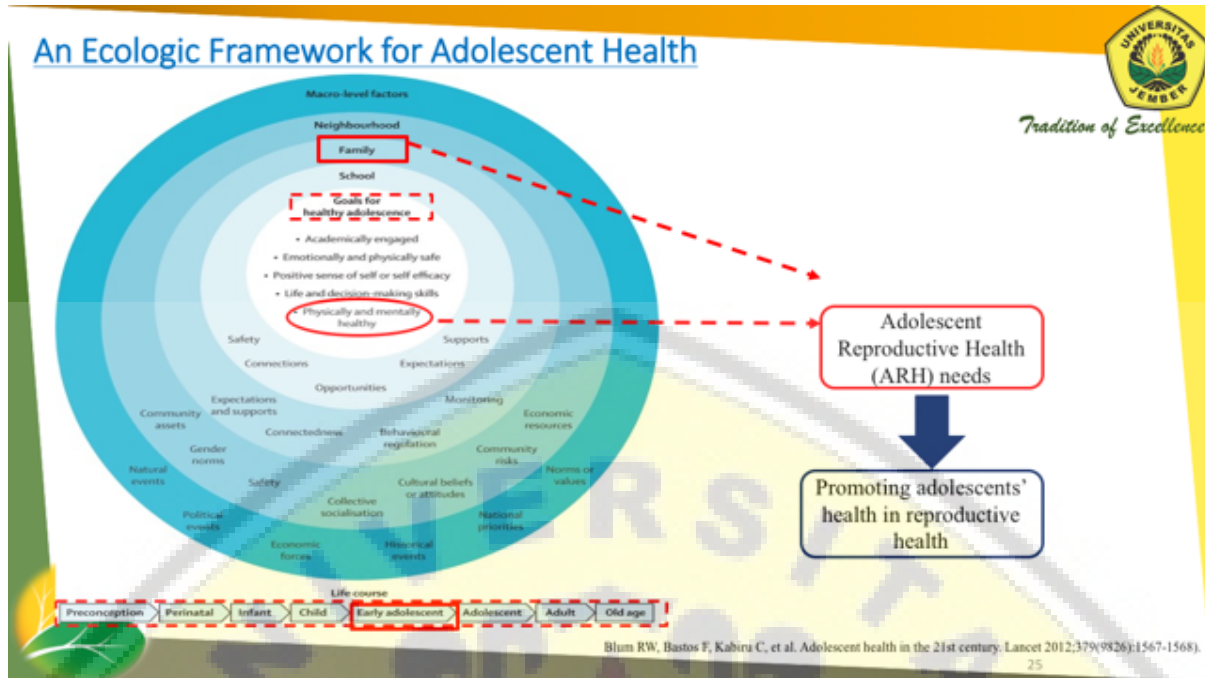 An Ecologic Framework for Adolescent Health
UNIVERSITAS
JEMBER
Tradition of Excellence
Macro-level factors
Neighbourhood
Family
School
Goals for
healthy adolescence
• Academically engaged
• Emotionally and physically safe
• Positive sense of self or self efficacy
• Life and decision-making skills
• Physically and mentally
healthy
Safety
Supports
Connections
Expectations
Opportunities
Expectations
and supports
Monitoring
Community
assets
Economic
resources
Connectedness
Behavioural
regulation
Gender
norms
Community
risks
Natural
events
Norms or
values
Safety
Cultural beliefs
or attitudes
Collective
socialisation
Political
events
National
priorities
Economic
forces
Historical
events
Adolescent
Reproductive Health
(ARH) needs
Promoting adolescents'
health in reproductive
health
Life course
Preconception
Perinatal
Infant
Child
Early adolescent
Adolescent
Adult
Old age
Blum RW, Bastos F, Kabiru C, et al. Adolescent health in the 21st century. Lancet 2012;379(9826):1567-1568).
25